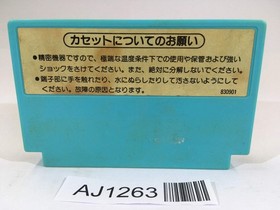 カセットについてのお願い
●精密機器ですので、極端な温度条件下での使用や保管および強い
ショックをさけてください。また、絶対に分解しないでください。
●端子部に手を触れたり、水にぬらしたりして汚さないようにして
ください。故障の原因となります。
830901
AJ1263